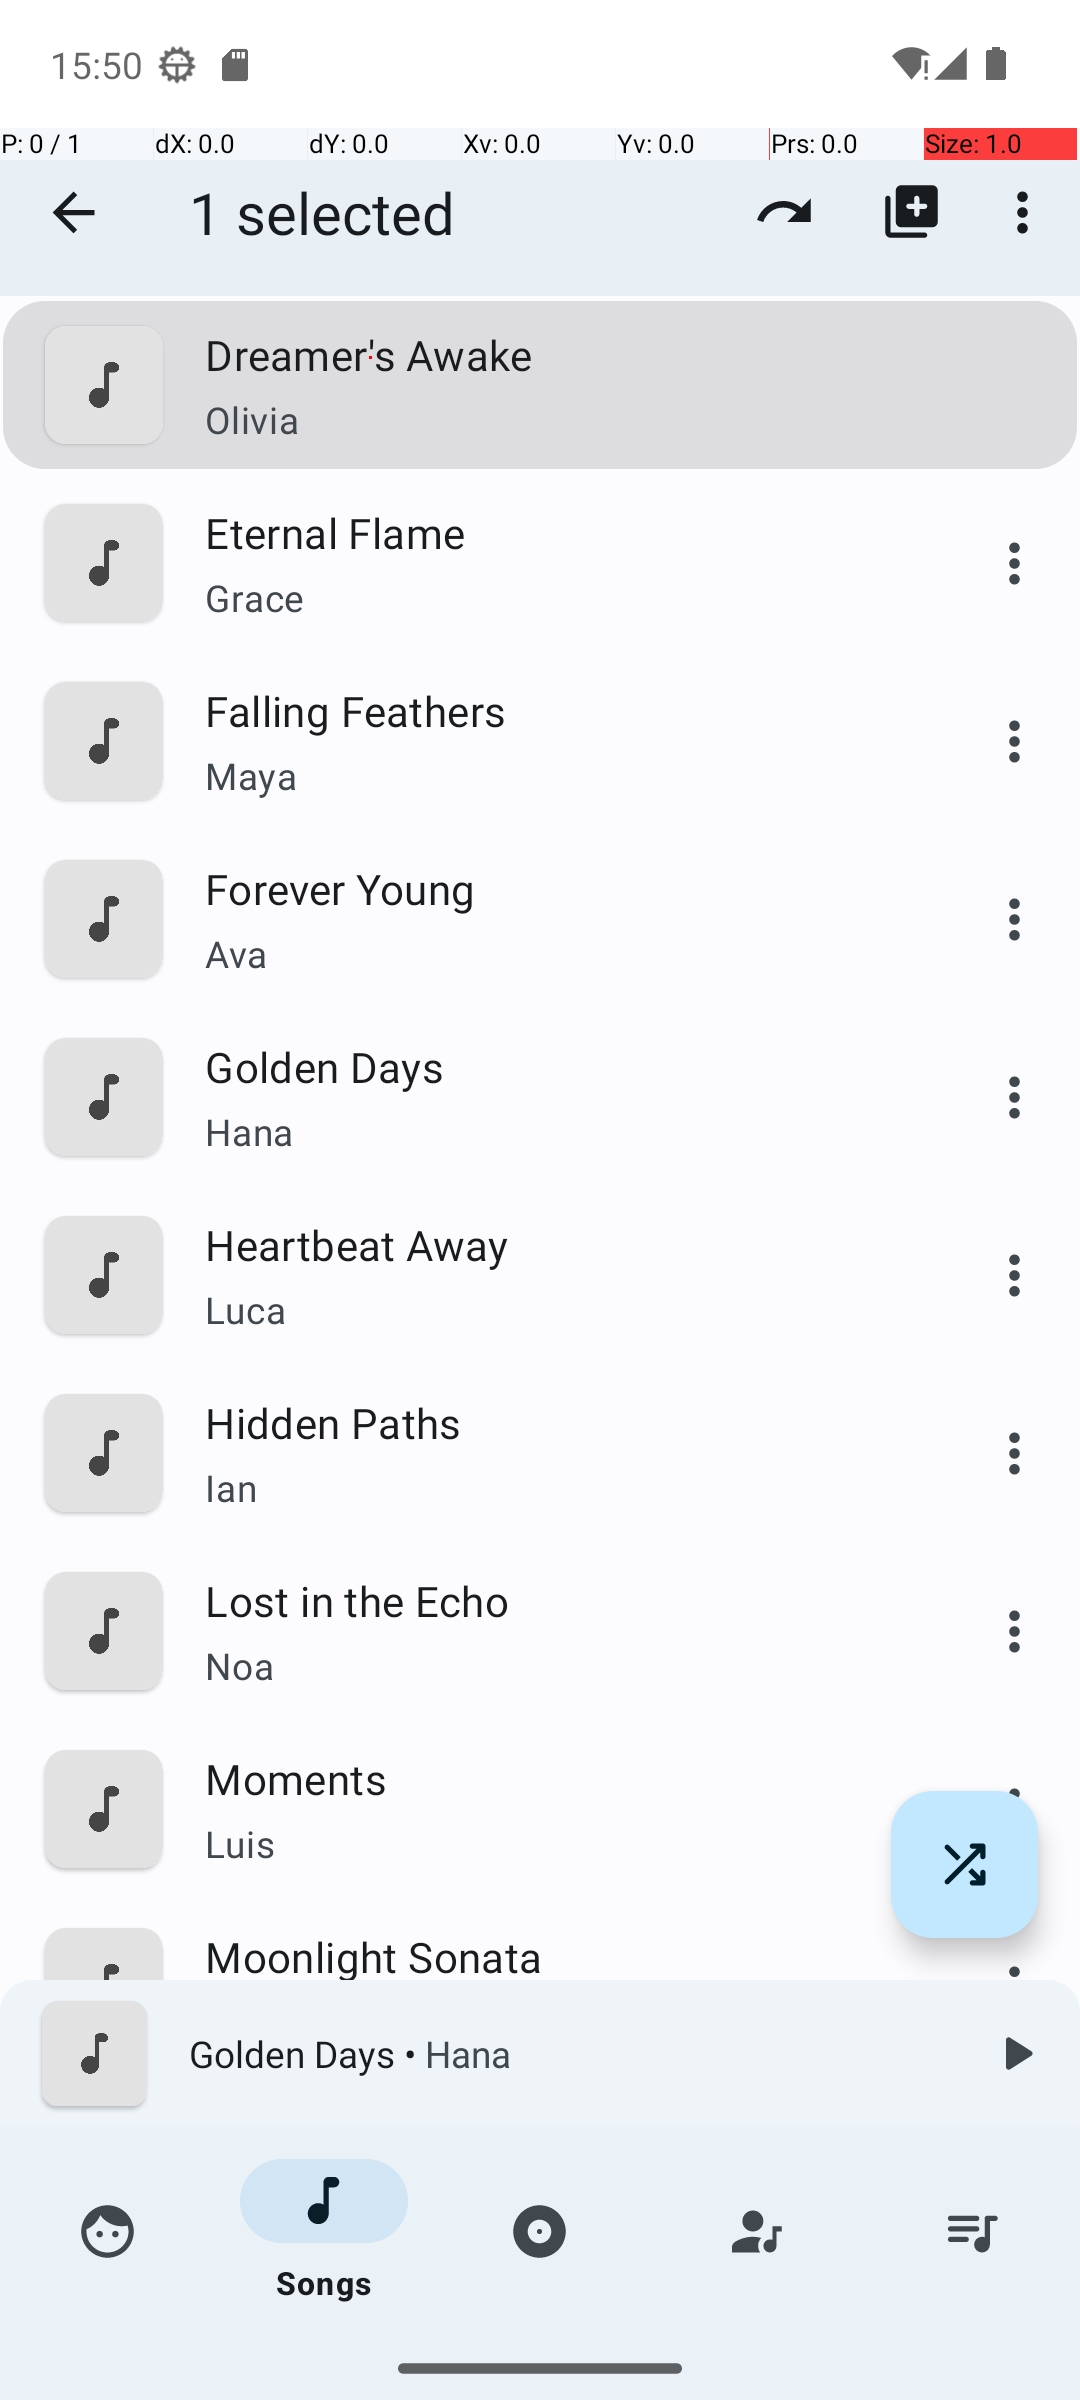 15:50
P: 0 / 1 dX: 0.0 dY: 0.0 Xv: 0.0 Yv: 0.0 Prs: 0.0 Size: 1.0
1 selected
Dreamer's Awake
Olivia
Eternal Flame
Grace
Falling Feathers
Maya
Forever Young
Ava
Golden Days
Hana
Heartbeat Away
Luca
Hidden Paths
Ian
Lost in the Echo
Noa
Moments
Luis
Moonlight Sonata
Golden Days • Hana
Songs